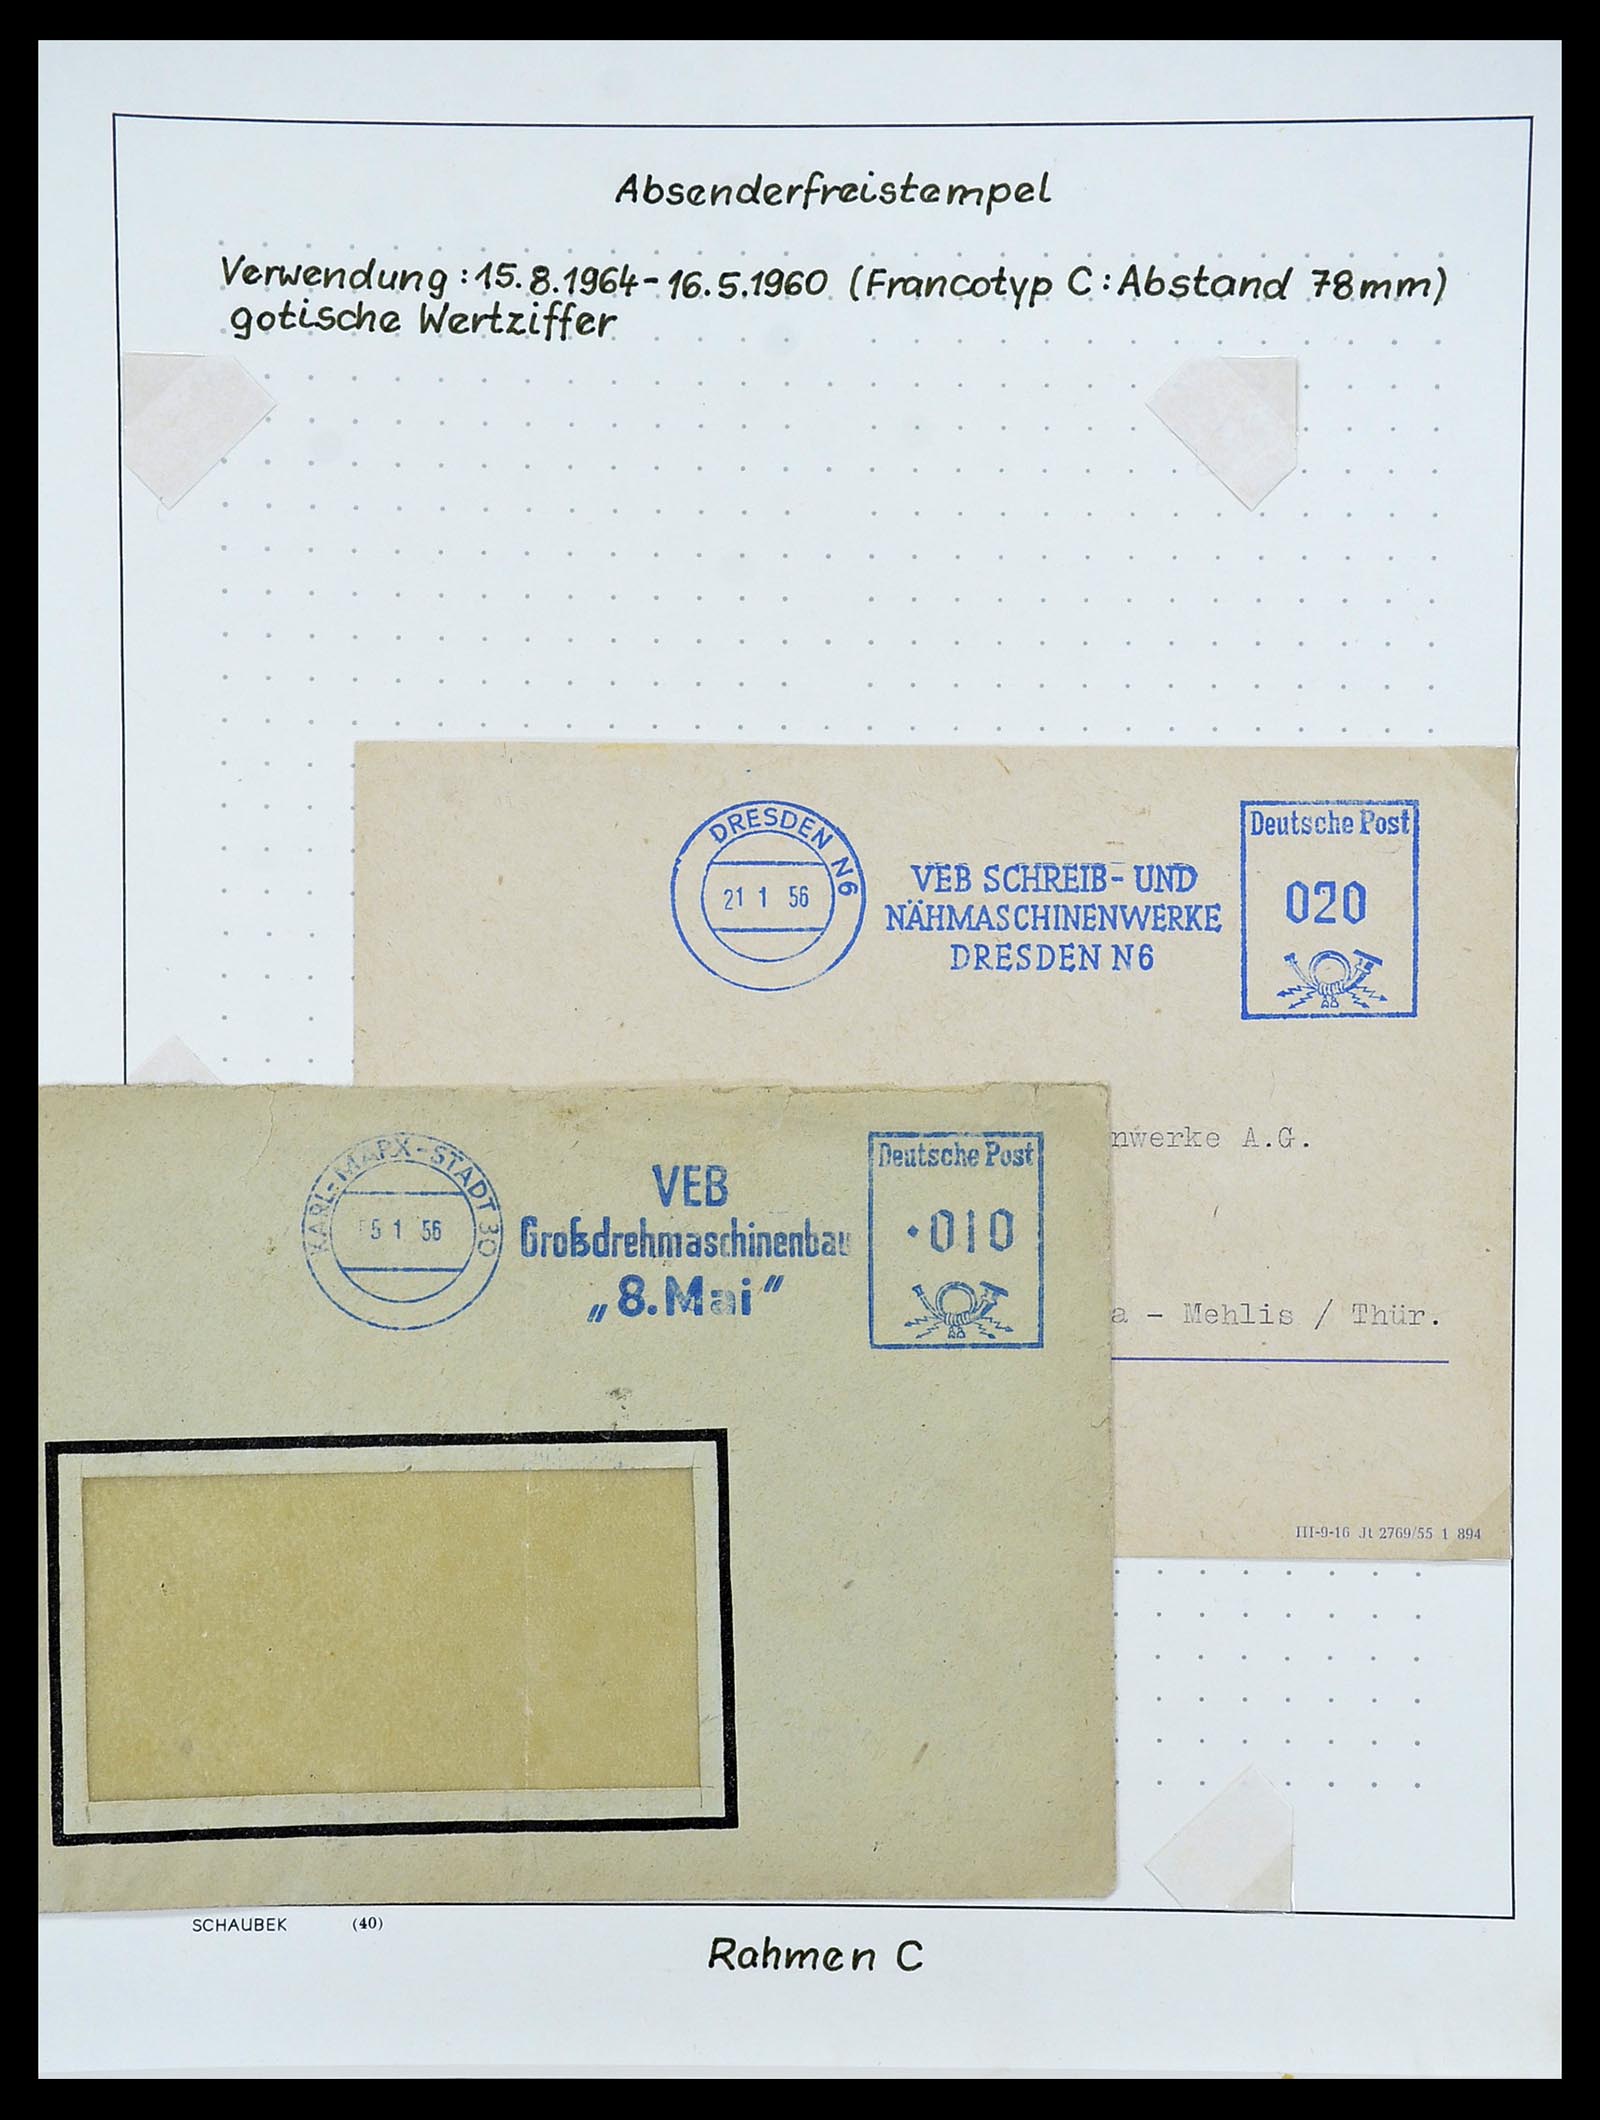 Absenderfreistempel
Verwendung : 15.8.1964 - 16.5.1960 (Francotyp C : Abstand 78mm)
gotische Wertziffer
DRESDEN N6
21 1 56
VEB SCHREIB- UND
NÄHMASCHINENWERKE
DRESDEN N6
Deutsche Post
020
nwerke A.G.
a - Mehlis / Thür.
III-9-16 Jt 2769/55 1 894
KARL-MARX-STADT 30
5 1 56
VEB
Großdrehmaschinenbau
„8. Mai"
Deutsche Post
·010
SCHAUBEK (40)
Rahmen C